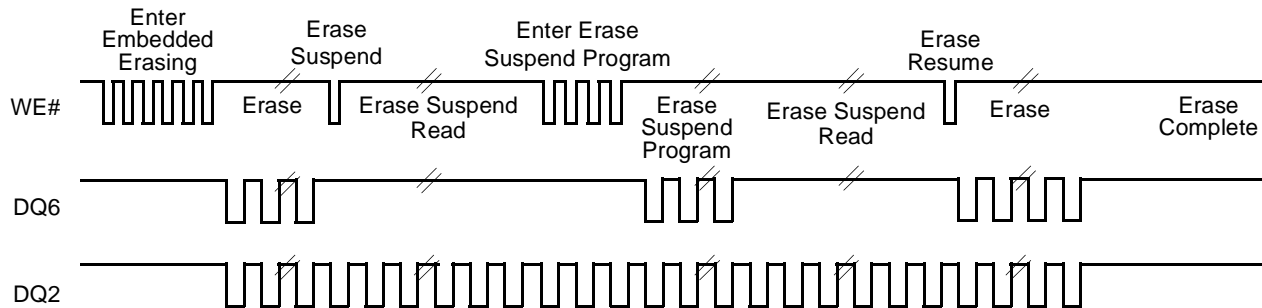 Enter
Embedded
Erasing
Erase
Suspend
Enter Erase
Suspend Program
Erase
Resume
WE#
Erase
Erase Suspend
Read
Erase
Suspend
Program
Erase Suspend
Read
Erase
Erase
Complete
DQ6
DQ2